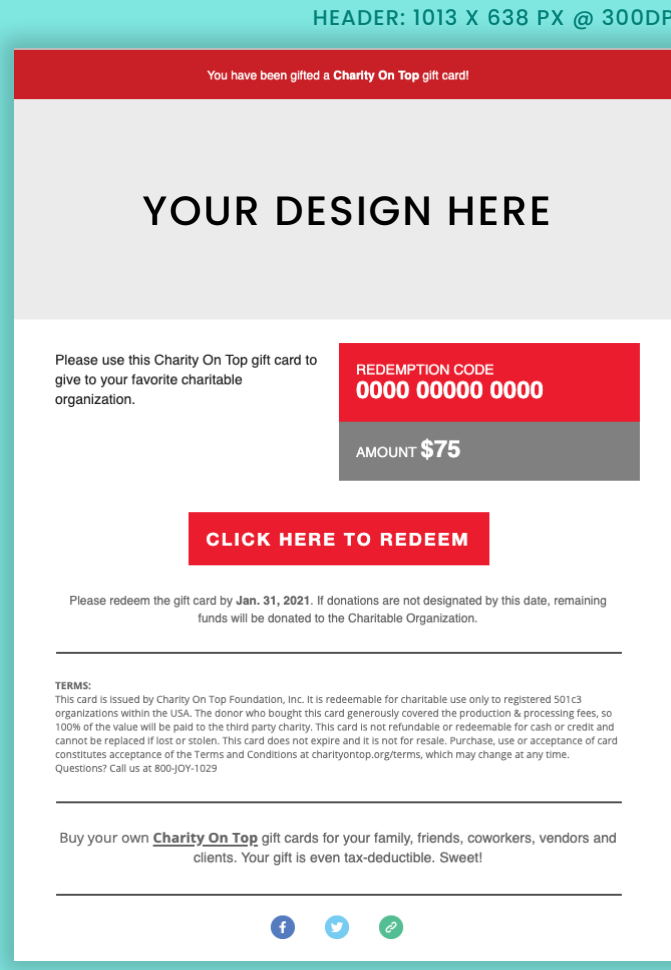 HEADER: 1013 X 638 PX @ 300DP
You have been gifted a Charity On Top gift card!
YOUR DESIGN HERE
Please use this Charity On Top gift card to
give to your favorite charitable
organization.
REDEMPTION CODE
0000 00000 0000
AMOUNT $75
CLICK HERE TO REDEEM
Please redeem the gift card by Jan. 31, 2021. If donations are not designated by this date, remaining
funds will be donated to the Charitable Organization.
TERMS:
This card is issued by Charity On Top Foundation, Inc. It is redeemable for charitable use only to registered 501c3
organizations within the USA. The donor who bought this card generously covered the production & processing fees, so
100% of the value will be paid to the third party charity. This card is not refundable or redeemable for cash or credit and
cannot be replaced if lost or stolen. This card does not expire and it is not for resale. Purchase, use or acceptance of card
constitutes acceptance of the Terms and Conditions at charityontop.org/terms, which may change at any time.
Questions? Call us at 800-JOY-1029
Buy your own Charity On Top gift cards for your family, friends, coworkers, vendors and
clients. Your gift is even tax-deductible. Sweet!